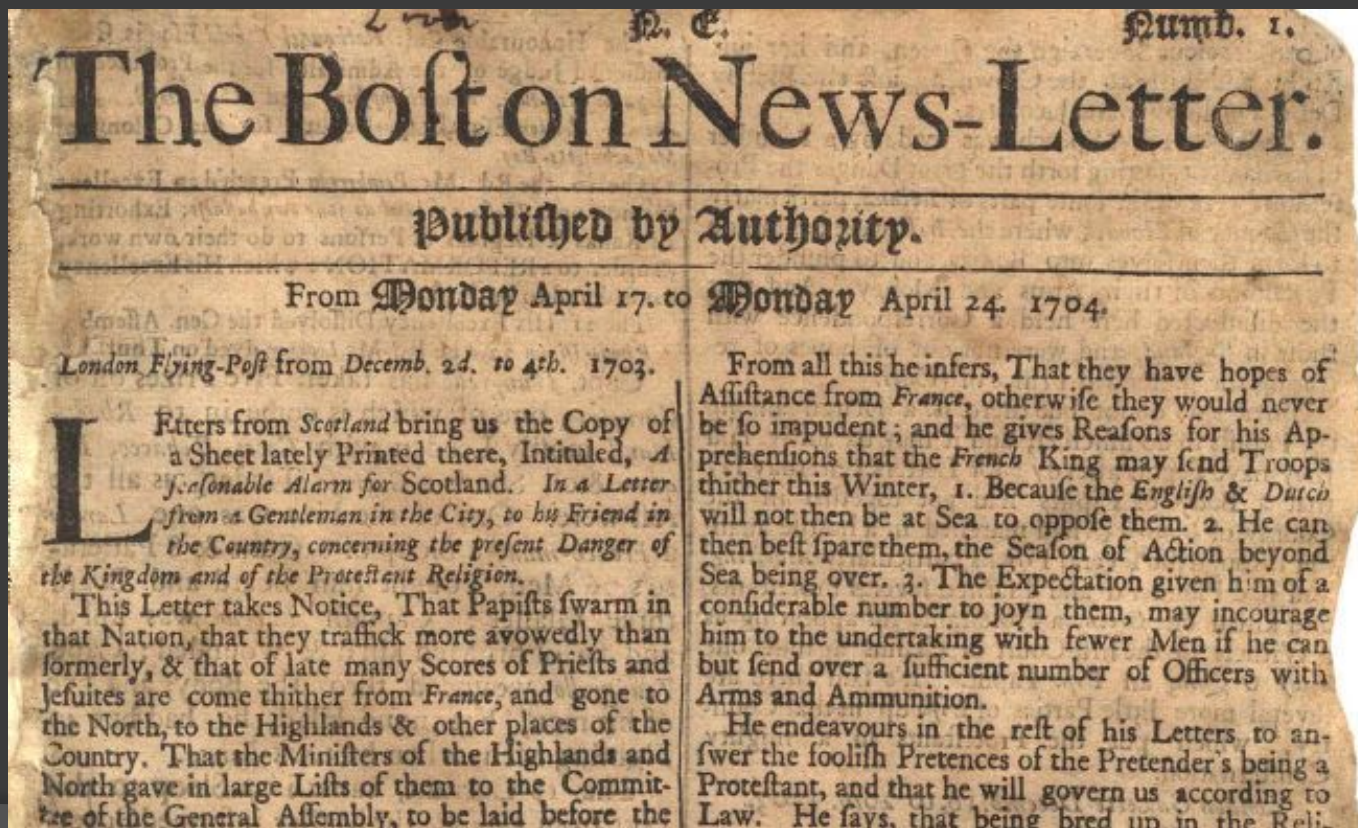 N. E.
Numb. 1.
The Boſton News-Letter.
Publiſhed by Authority.
From Monday April 17. to Monday April 24. 1704.
London Flying-Poſt from Decemb. 2d. to 4th. 1703.
LEtters from Scotland bring us the Copy of
a Sheet lately Printed there, Intituled, A
ſeaſonable Alarm for Scotland. In a Letter
from a Gentleman in the City, to his Friend in
the Country, concerning the preſent Danger of
the Kingdom and of the Proteſtant Religion.
This Letter takes Notice, That Papiſts ſwarm in
that Nation, that they traffick more avowedly than
formerly, & that of late many Scores of Prieſts and
Jeſuites are come thither from France, and gone to
the North, to the Highlands & other places of the
Country. That the Miniſters of the Highlands and
North gave in large Liſts of them to the Commit-
tee of the General Aſſembly, to be laid before the
From all this he infers, That they have hopes of
Aſſiſtance from France, otherwiſe they would never
be ſo impudent; and he gives Reaſons for his Ap-
prehenſions that the French King may ſend Troops
thither this Winter, 1. Becauſe the Engliſh & Dutch
will not then be at Sea to oppoſe them. 2. He can
then beſt ſpare them, the Seaſon of Action beyond
Sea being over. 3. The Expectation given him of a
conſiderable number to joyn them, may incourage
him to the undertaking with fewer Men if he can
but ſend over a ſufficient number of Officers with
Arms and Ammunition.
He endeavours in the reſt of his Letters to an-
ſwer the fooliſh Pretences of the Pretender's being a
Proteſtant, and that he will govern us according to
Law. He ſays, that being bred up in the Reli-